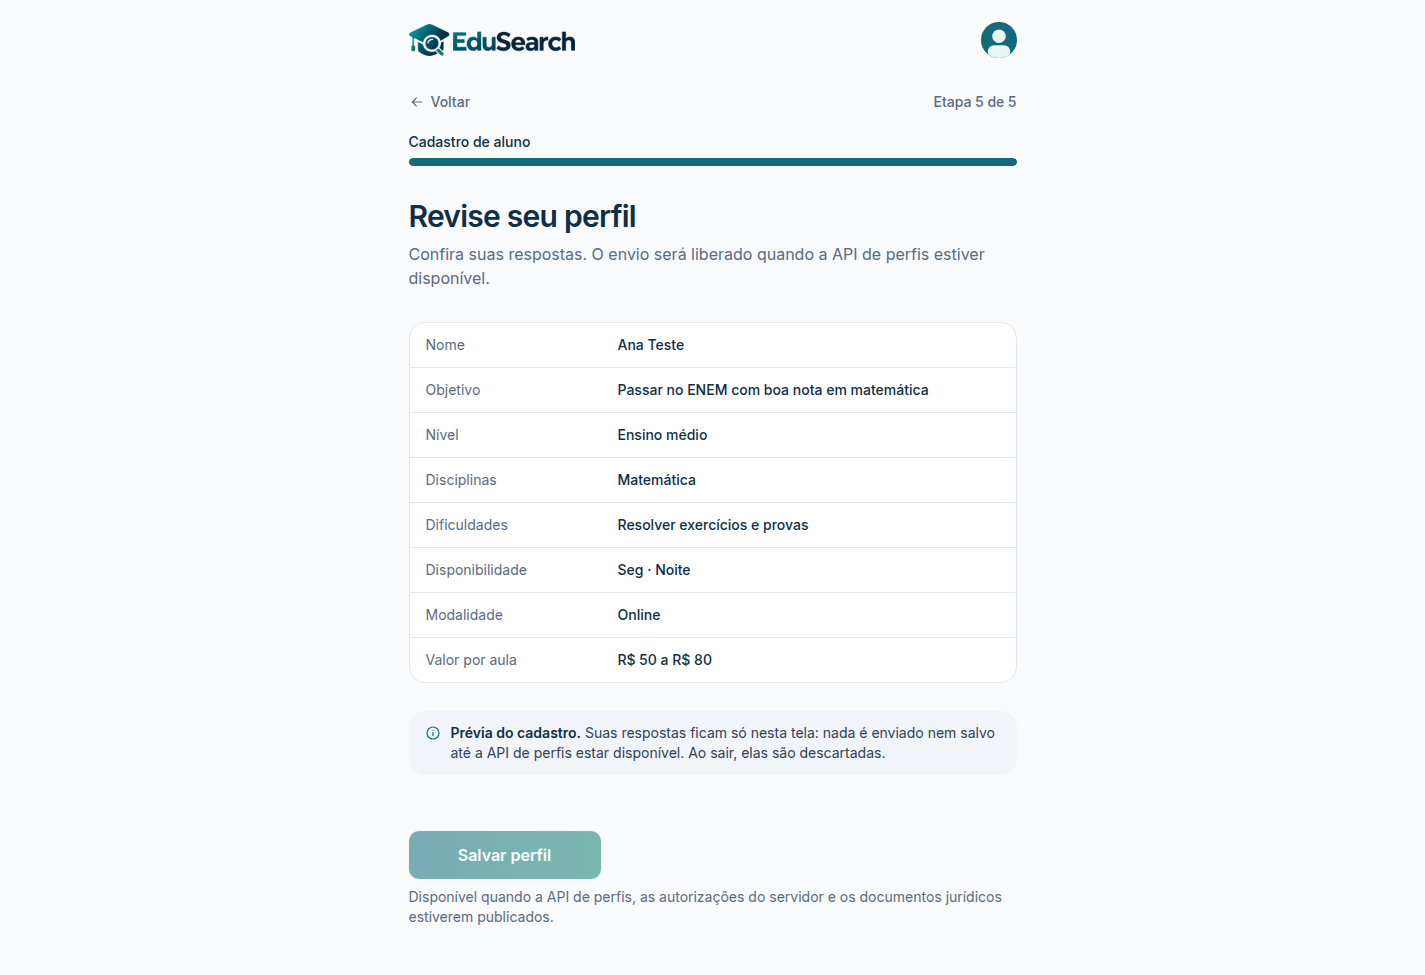 EduSearch
Voltar
Etapa 5 de 5
Cadastro de aluno
Revise seu perfil
Confira suas respostas. O envio será liberado quando a API de perfis estiver
disponível.
Nome Ana Teste
Objetivo Passar no ENEM com boa nota em matemática
Nível Ensino médio
Disciplinas Matemática
Dificuldades Resolver exercícios e provas
Disponibilidade Seg · Noite
Modalidade Online
Valor por aula R$ 50 a R$ 80
Prévia do cadastro. Suas respostas ficam só nesta tela: nada é enviado nem salvo
até a API de perfis estar disponível. Ao sair, elas são descartadas.
Salvar perfil
Disponível quando a API de perfis, as autorizações do servidor e os documentos jurídicos
estiverem publicados.